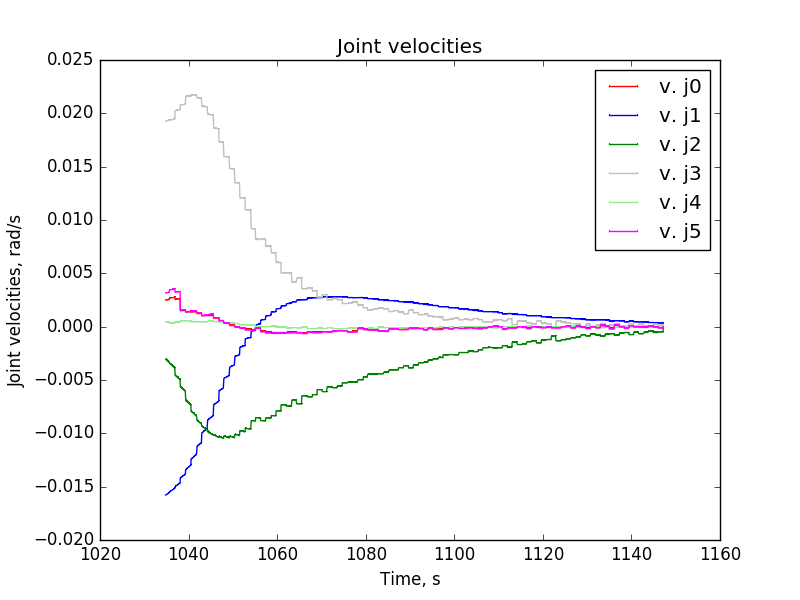 Joint velocities
0.025
0.020
0.015
0.010
0.005
0.000
−0.005
−0.010
−0.015
−0.020
Joint velocities, rad/s
v. j0
v. j1
v. j2
v. j3
v. j4
v. j5
1020 1040 1060 1080 1100 1120 1140 1160
Time, s